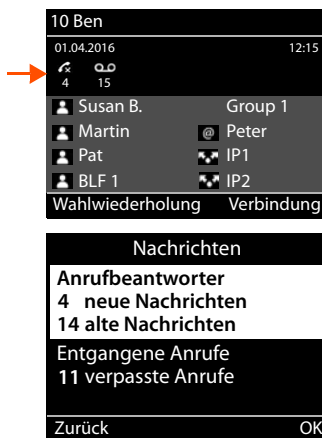 10 Ben
01.04.2016 12:15
4 15
Susan B. Group 1
Martin @ Peter
Pat IP1
BLF 1 IP2
Wahlwiederholung Verbindung
Nachrichten
Anrufbeantworter
4 neue Nachrichten
14 alte Nachrichten
Entgangene Anrufe
11 verpasste Anrufe
Zurück OK